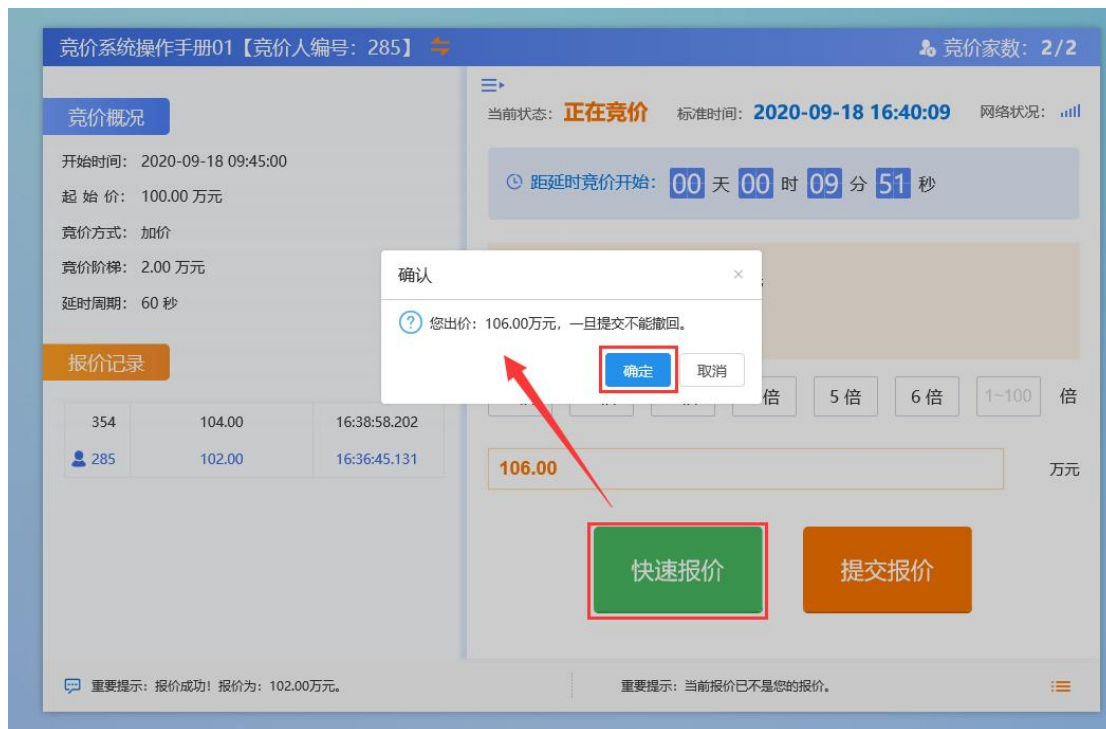 竞价系统操作手册01【竞价人编号：285】
竞价家数：2/2
竞价概况
开始时间：2020-09-18 09:45:00
起 始 价：100.00 万元
竞价方式：加价
竞价阶梯：2.00 万元
延时周期：60 秒
报价记录
354 104.00 16:38:58.202
285 102.00 16:36:45.131
当前状态：正在竞价 标准时间：2020-09-18 16:40:09 网络状况：
距延时竞价开始：00 天 00 时 09 分 51 秒
确认 ×
您出价：106.00万元，一旦提交不能撤回。
确定 取消
倍 5 倍 6 倍 1~100 倍
106.00 万元
快速报价 提交报价
重要提示：报价成功！报价为：102.00万元。
重要提示：当前报价已不是您的报价。